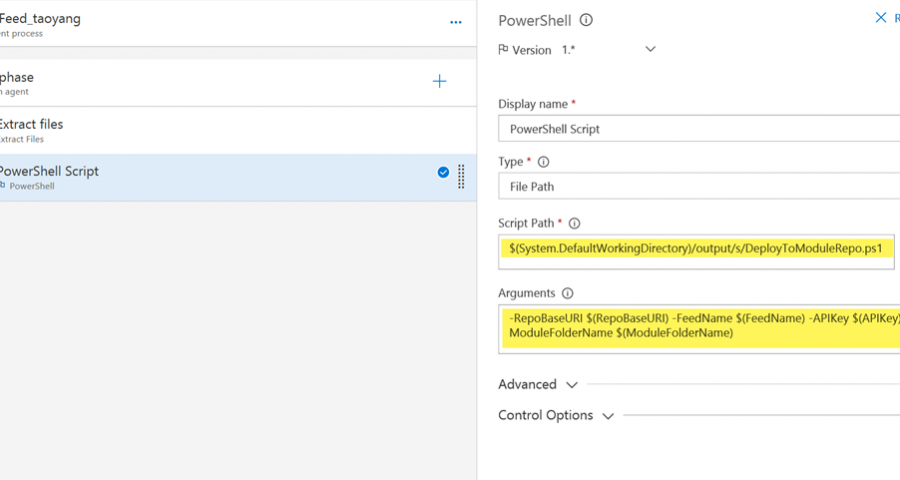 Feed_taoyang
ent process
phase
n agent
Extract files
Extract Files
PowerShell Script
PowerShell
PowerShell
R
Version 1.*
Display name *
PowerShell Script
Type *
File Path
Script Path *
$(System.DefaultWorkingDirectory)/output/s/DeployToModuleRepo.ps1
Arguments
-RepoBaseURI $(RepoBaseURI) -FeedName $(FeedName) -APIKey $(APIKey)
ModuleFolderName $(ModuleFolderName)
Advanced
Control Options